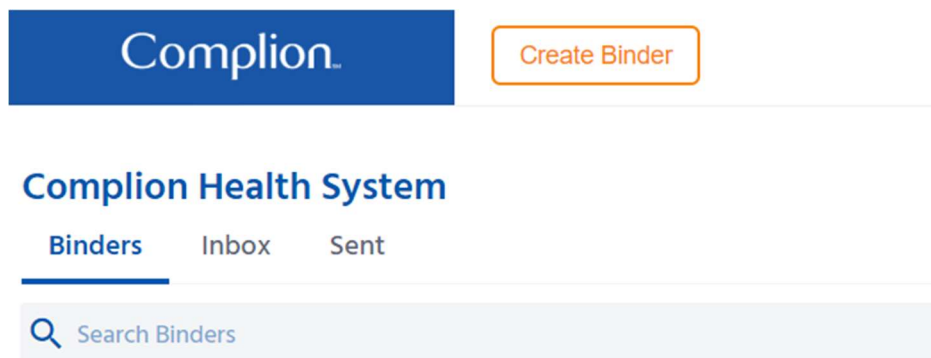 Complion™
Create Binder
Complion Health System
Binders Inbox Sent
Search Binders